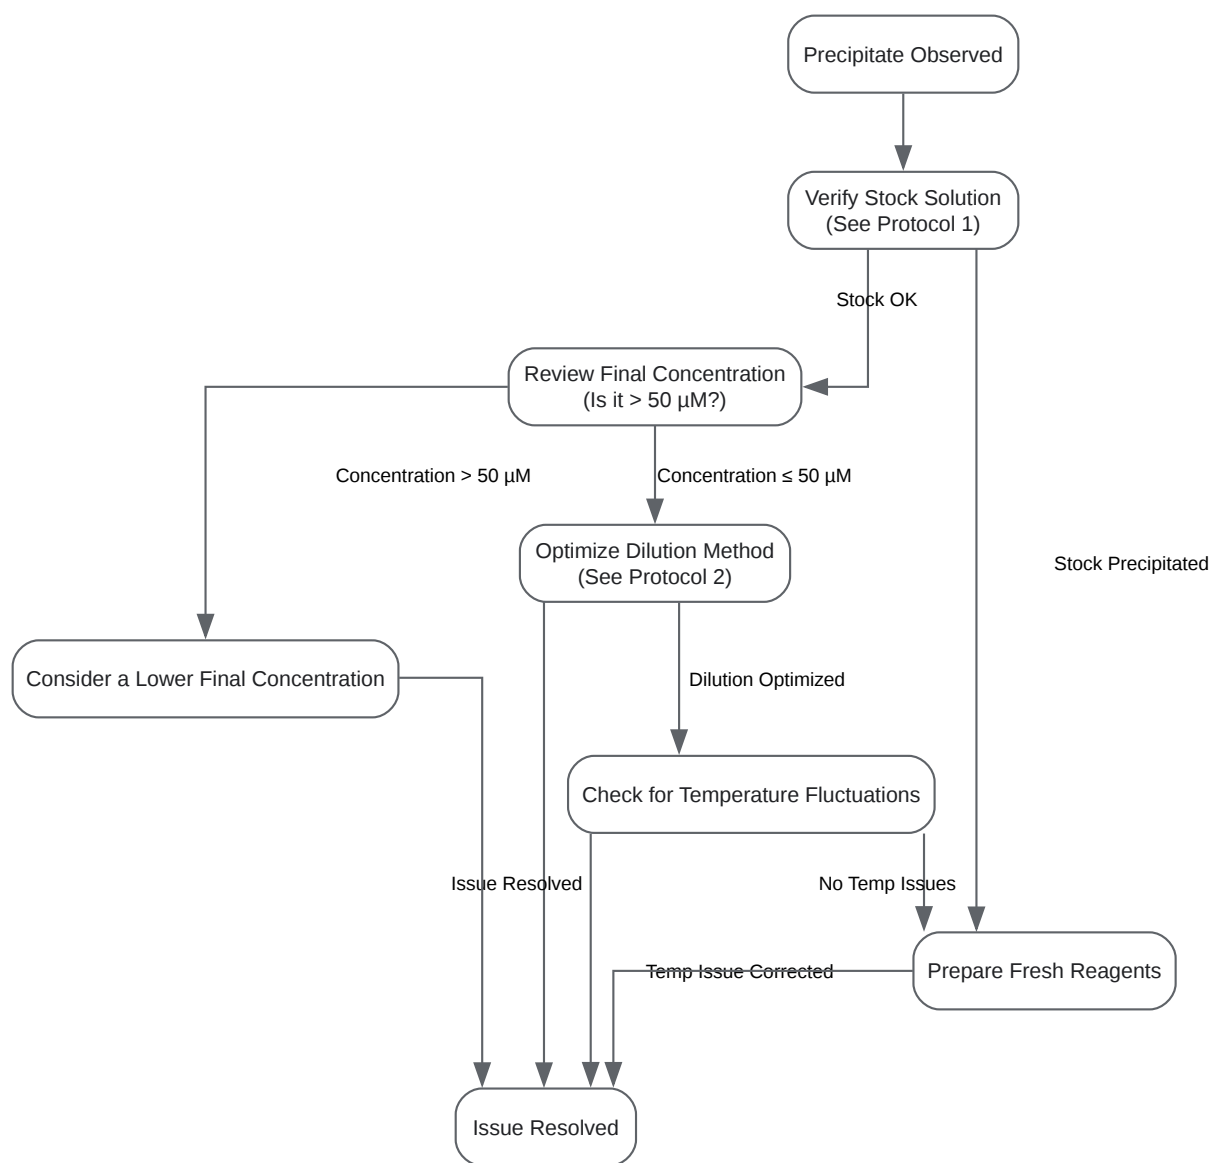 Precipitate Observed
Verify Stock Solution
(See Protocol 1)
Stock OK
Review Final Concentration
(Is it > 50 µM?)
Concentration > 50 µM
Concentration ≤ 50 µM
Optimize Dilution Method
(See Protocol 2)
Stock Precipitated
Consider a Lower Final Concentration
Dilution Optimized
Check for Temperature Fluctuations
Issue Resolved
No Temp Issues
Temp Issue Corrected
Prepare Fresh Reagents
Issue Resolved